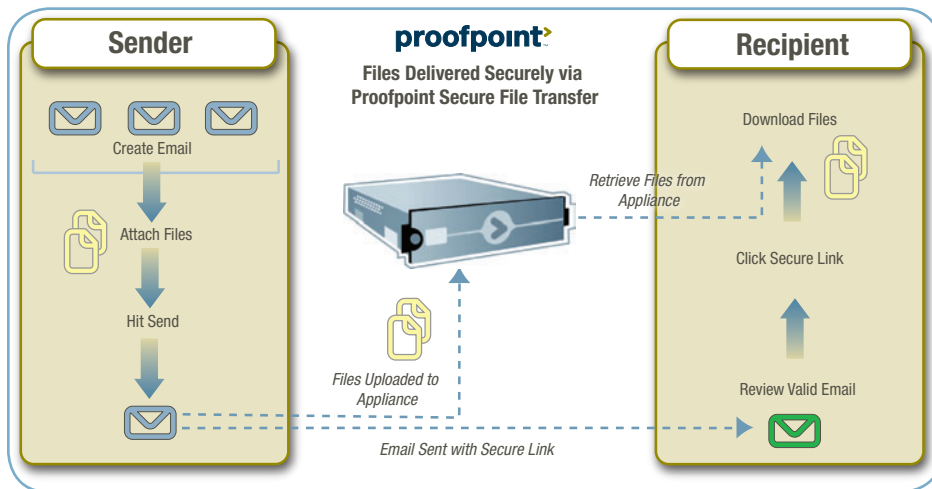 Sender
Create Email
Attach Files
Hit Send
proofpoint
Files Delivered Securely via
Proofpoint Secure File Transfer
Files Uploaded to
Appliance
Email Sent with Secure Link
Retrieve Files from
Appliance
Recipient
Download Files
Click Secure Link
Review Valid Email